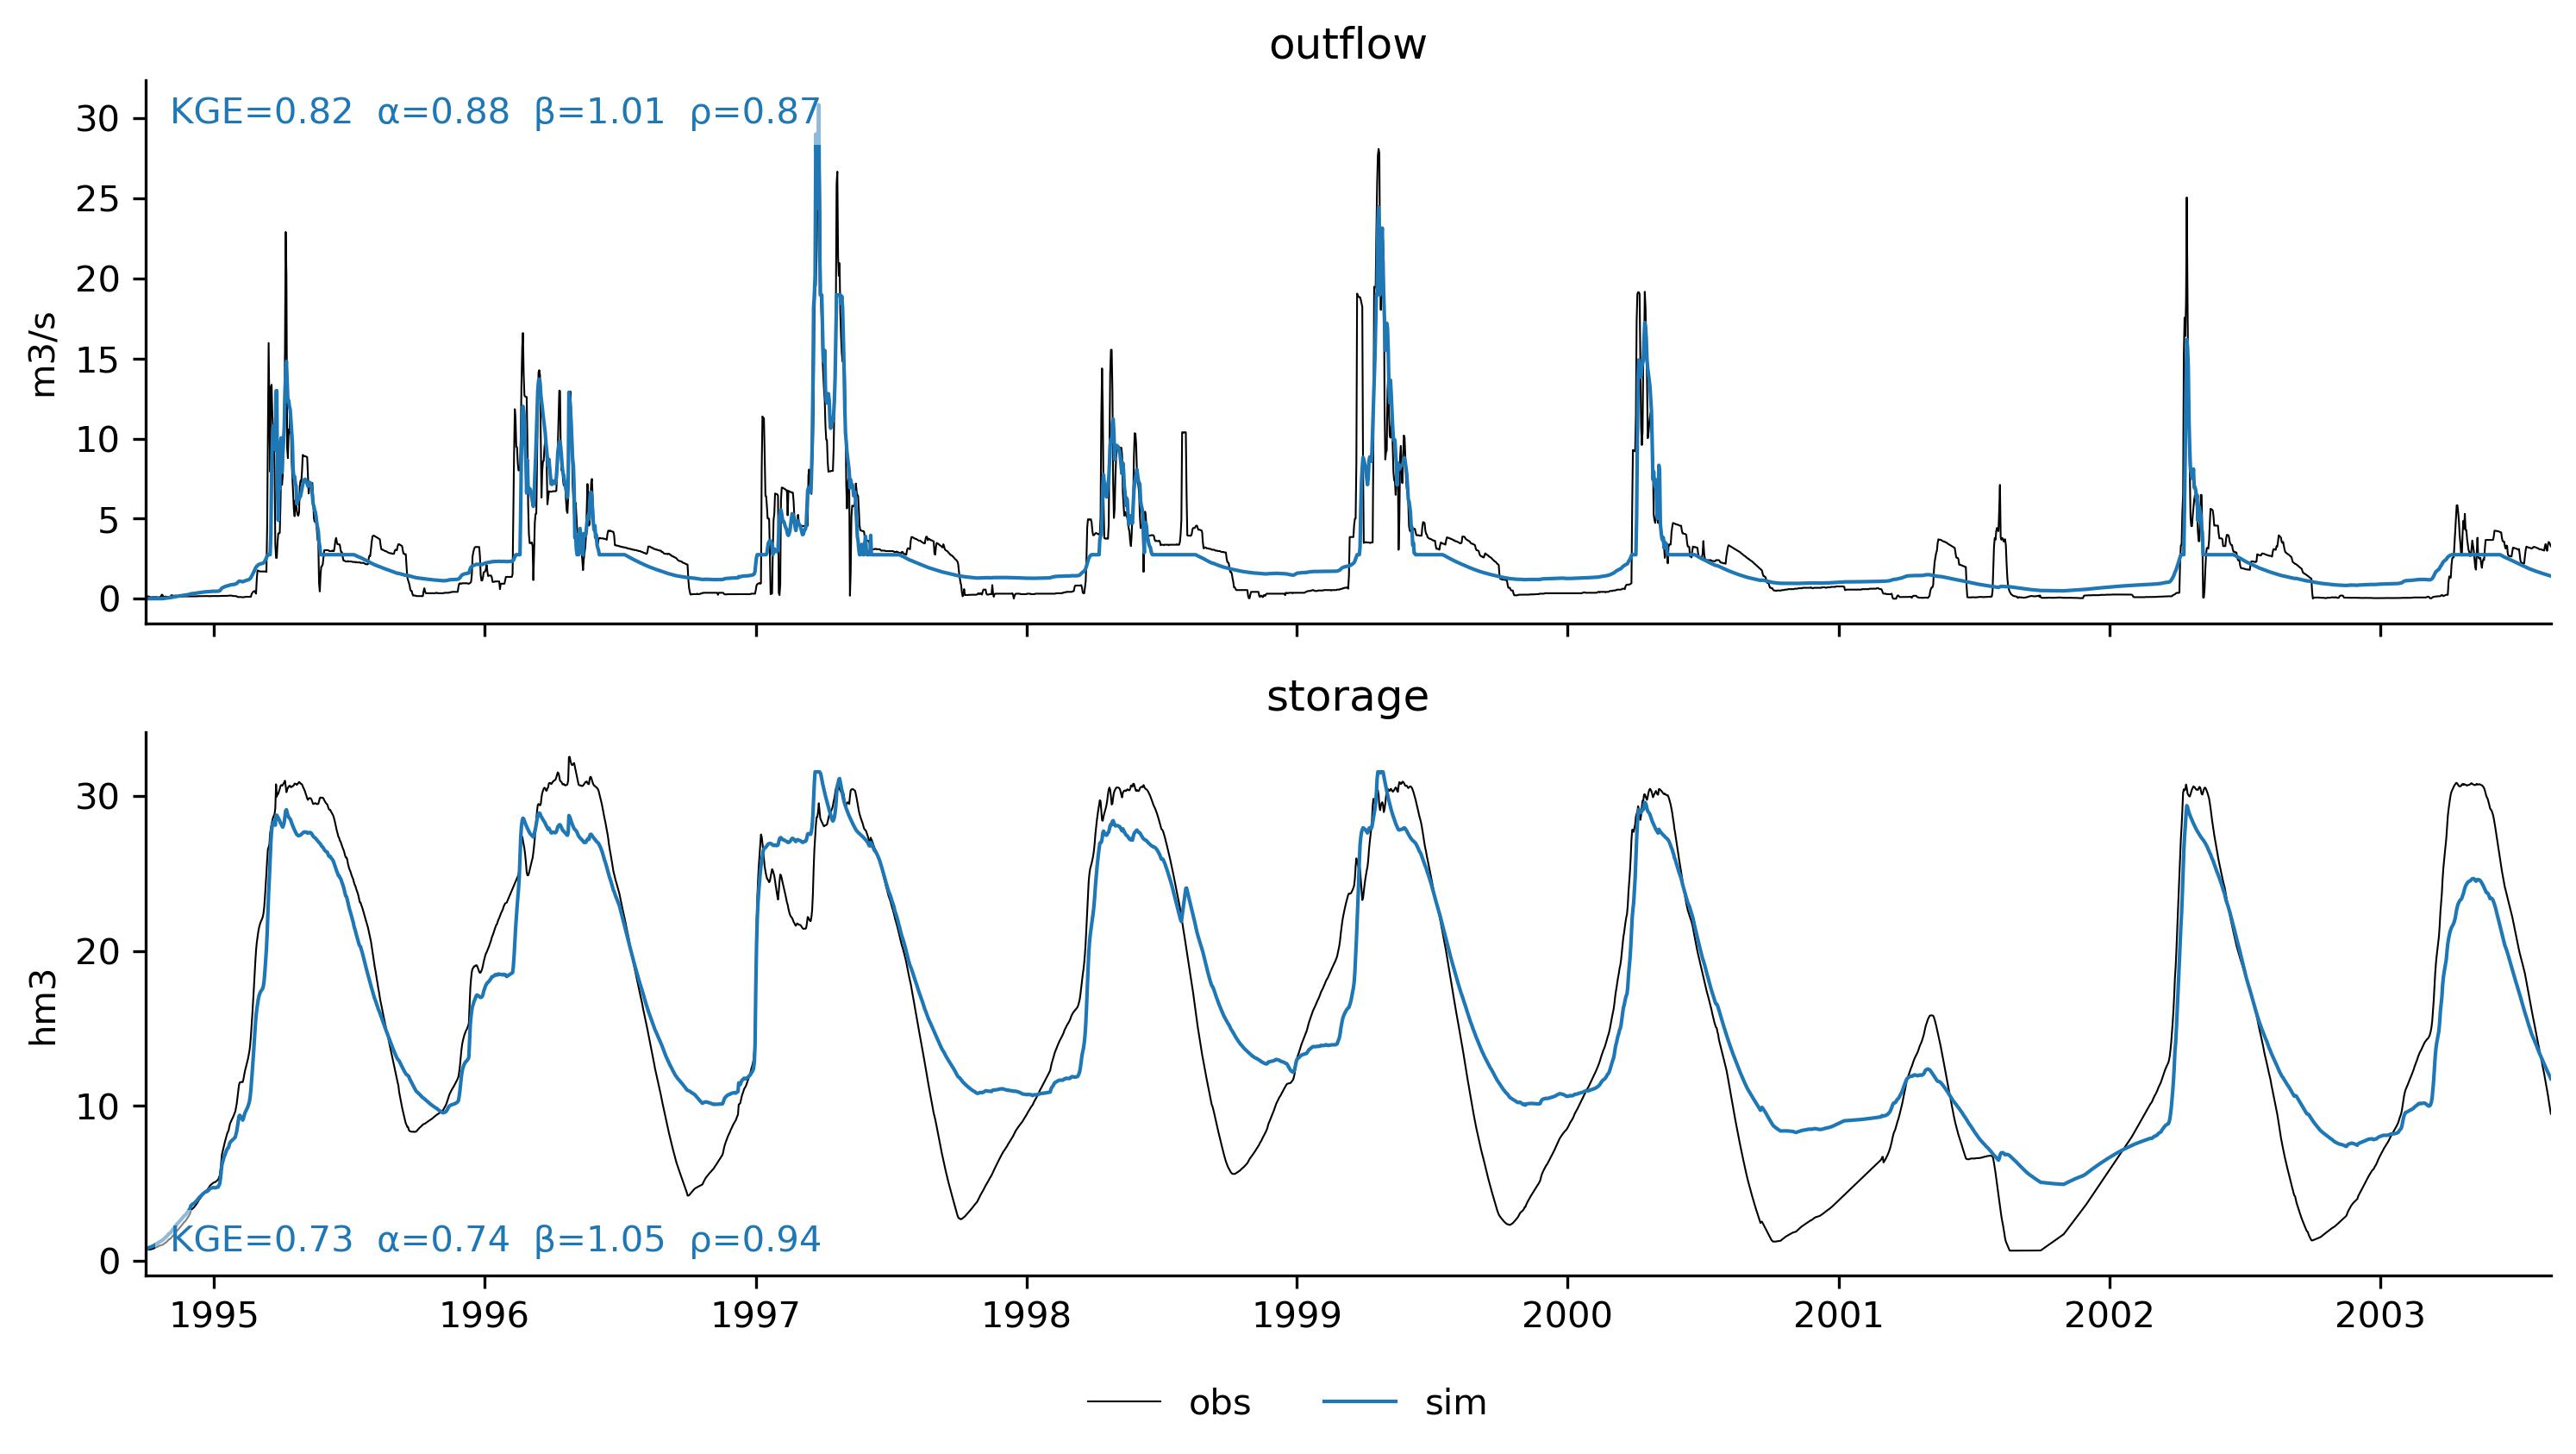 outflow
KGE=0.82 α=0.88 β=1.01 ρ=0.87
30
25
20
15
10
5
0
m3/s
storage
30
20
10
0
hm3
KGE=0.73 α=0.74 β=1.05 ρ=0.94
1995 1996 1997 1998 1999 2000 2001 2002 2003
obs sim